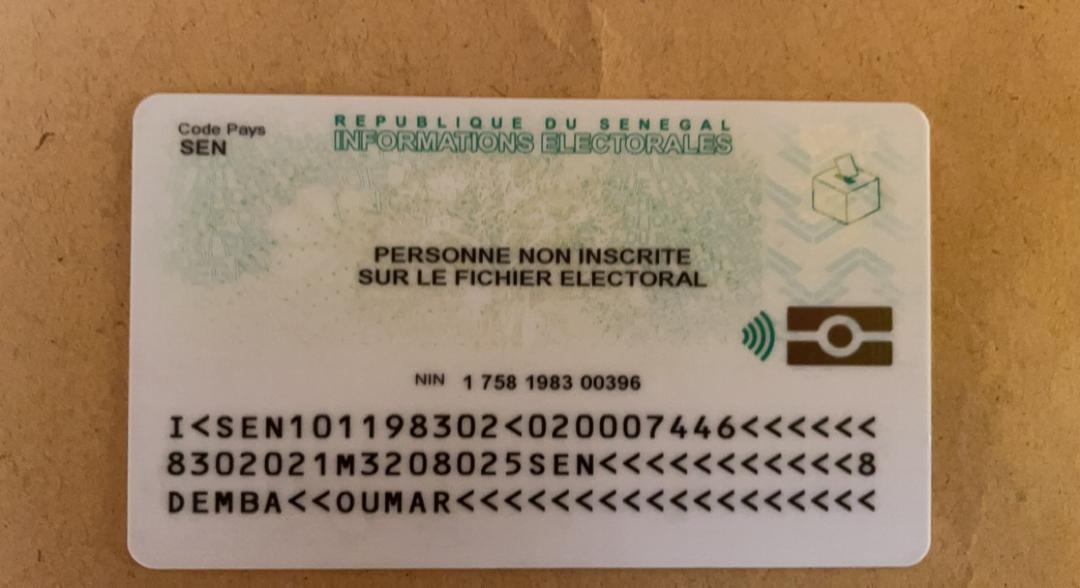 Code Pays
SEN
REPUBLIQUE DU SENEGAL
INFORMATIONS ELECTORALES
PERSONNE NON INSCRITE
SUR LE FICHIER ELECTORAL
NIN 1 758 1983 00396
I<SEN101198302<020007446<<<<<<
8302021M3208025SEN<<<<<<<<<<<8
DEMBA<<OUMAR<<<<<<<<<<<<<<<<<<